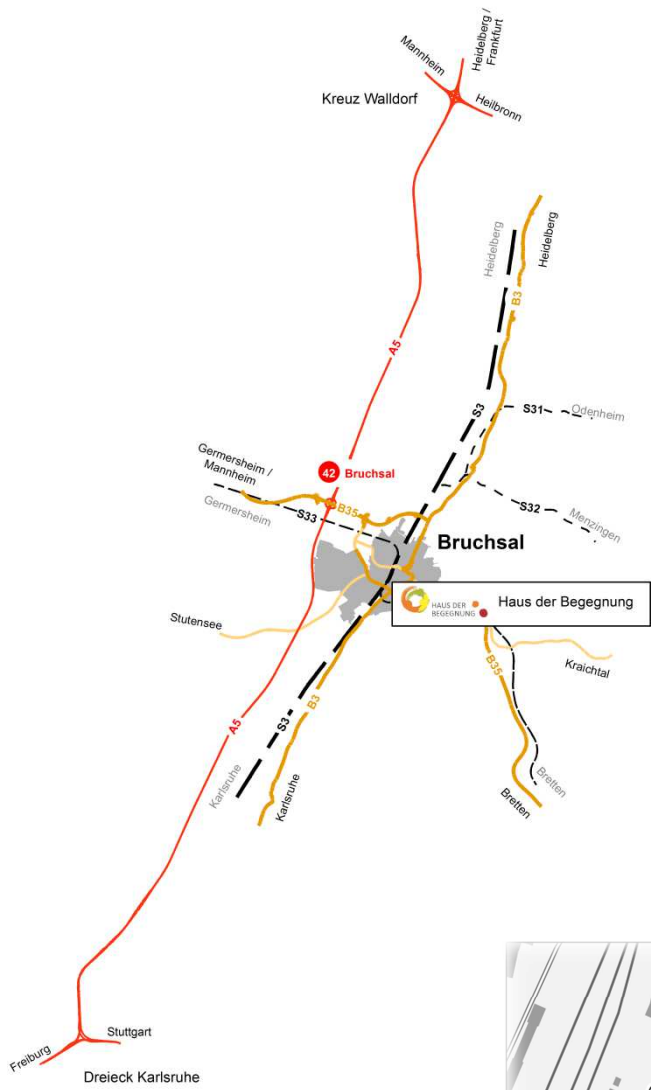 Heidelberg /
Frankfurt
Mannheim
Kreuz Walldorf
Heilbronn
Heidelberg
Heidelberg
B3
A5
S3
S31
Odenheim
Germersheim /
Mannheim
42 Bruchsal
Germersheim
S33
B35
S32
Menzingen
Bruchsal
HAUS DER
BEGEGNUNG
Haus der Begegnung
Stutensee
Kraichtal
B35
B3
S3
A5
Karlsruhe
Karlsruhe
Bretten
Bretten
Stuttgart
Freiburg
Dreieck Karlsruhe